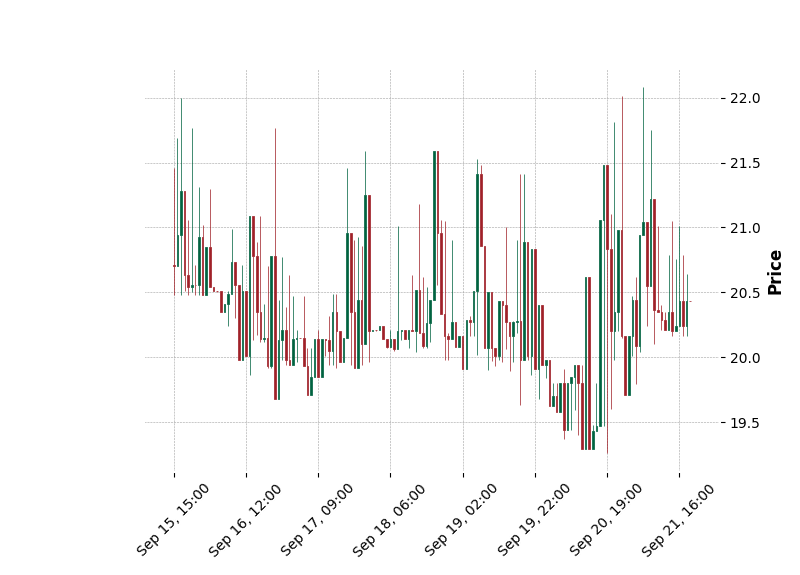 22.0
21.5
21.0
20.5
20.0
19.5
Price
Sep 15, 15:00
Sep 16, 12:00
Sep 17, 09:00
Sep 18, 06:00
Sep 19, 02:00
Sep 19, 22:00
Sep 20, 19:00
Sep 21, 16:00